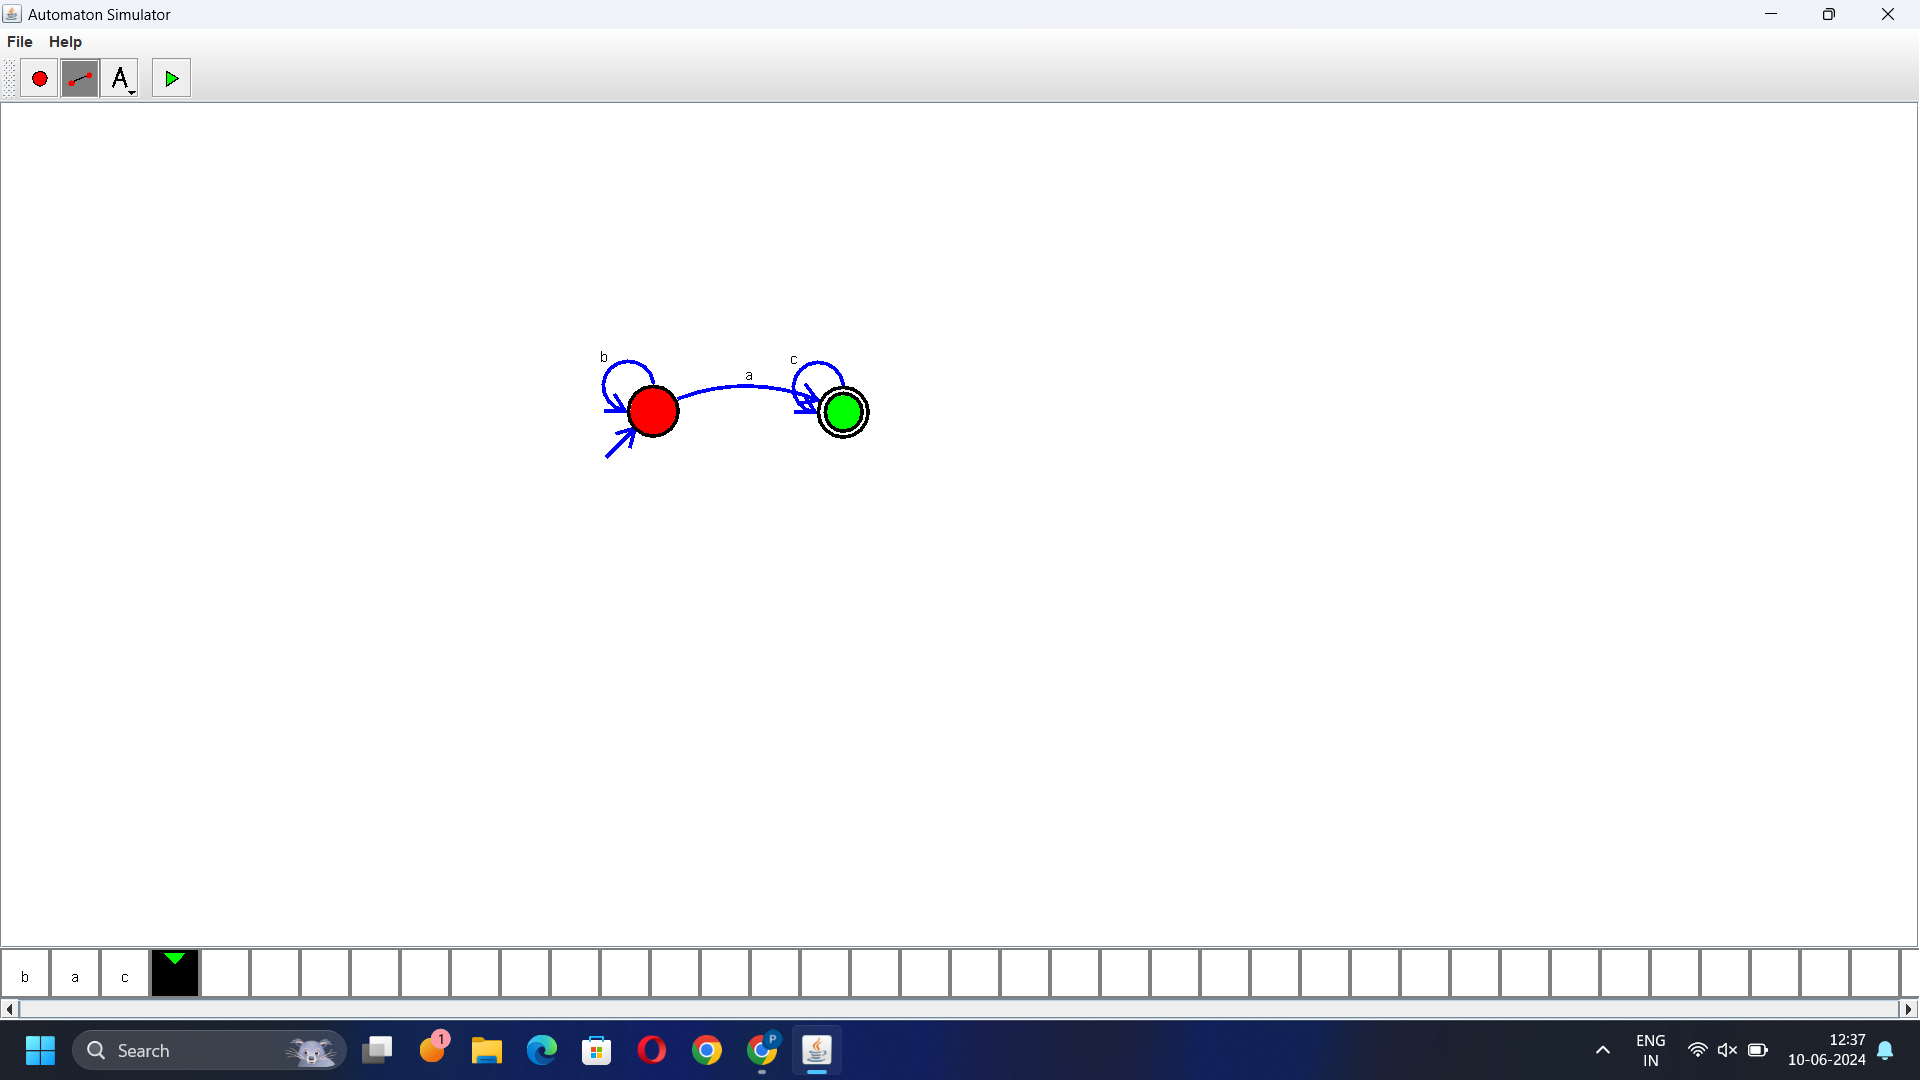 Automaton Simulator
File Help
A
b
a
c
b a c
1
Search
P
ENG
IN
12:37
10-06-2024